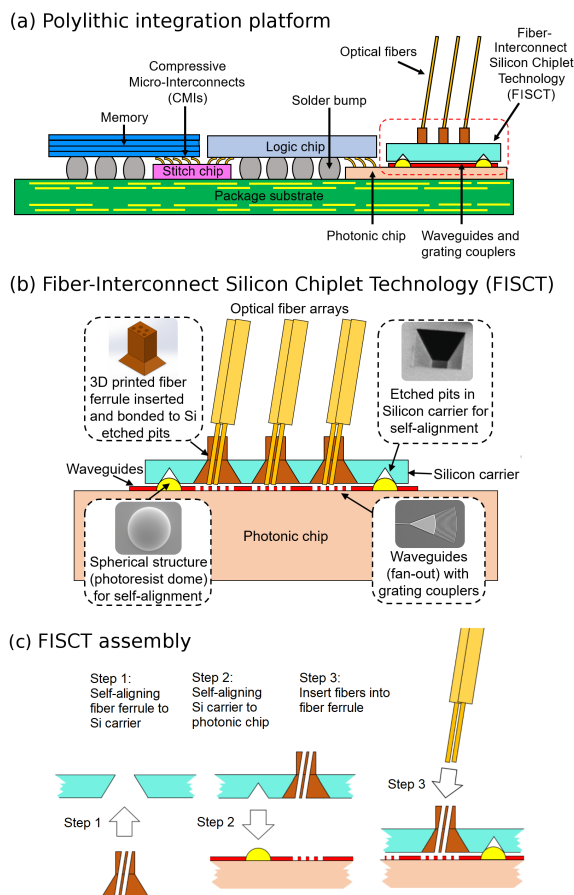 (a) Polylithic integration platform
Fiber-
Interconnect
Silicon Chiplet
Technology
(FISCT)
Optical fibers
Compressive
Micro-Interconnects
(CMIs)
Solder bump
Memory
Logic chip
Stitch chip
Package substrate
Photonic chip
Waveguides and
grating couplers
(b) Fiber-Interconnect Silicon Chiplet Technology (FISCT)
Optical fiber arrays
3D printed fiber
ferrule inserted
and bonded to Si
etched pits
Etched pits in
Silicon carrier for
self-alignment
Waveguides
Silicon carrier
Photonic chip
Spherical structure
(photoresist dome)
for self-alignment
Waveguides
(fan-out) with
grating couplers
(c) FISCT assembly
Step 1:
Self-aligning
fiber ferrule to
Si carrier
Step 2:
Self-aligning
Si carrier to
photonic chip
Step 3:
Insert fibers into
fiber ferrule
Step 1
Step 2
Step 3